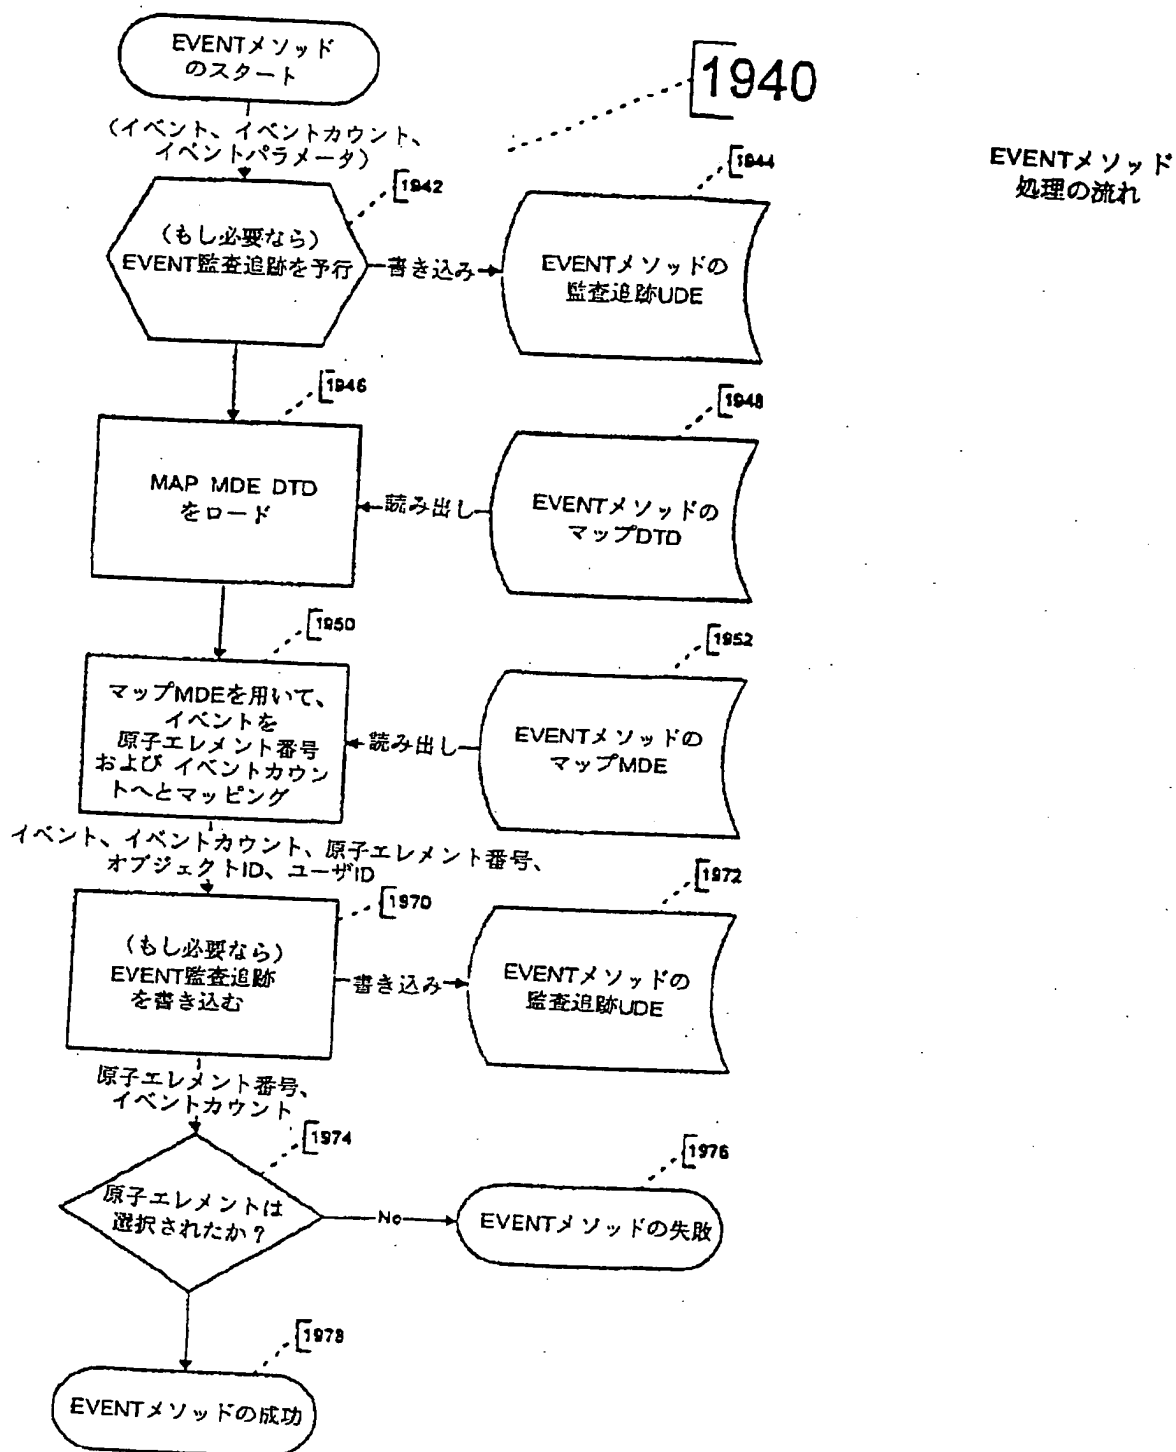 EVENTメソッド
のスタート
1940
(イベント、イベントカウント、
イベントパラメータ)
1942
1944
EVENTメソッド
処理の流れ
(もし必要なら)
EVENT監査追跡を予行
書き込み
EVENTメソッドの
監査追跡UDE
1946
1948
MAP MDE DTD
をロード
読み出し
EVENTメソッドの
マップDTD
1950
1952
マップMDEを用いて、
イベントを
原子エレメント番号
および イベントカウン
トへとマッピング
読み出し
EVENTメソッドの
マップMDE
イベント、イベントカウント、原子エレメント番号、
オブジェクトID、ユーザID
1970
1972
(もし必要なら)
EVENT監査追跡
を書き込む
書き込み
EVENTメソッドの
監査追跡UDE
原子エレメント番号、
イベントカウント
1974
1976
原子エレメントは
選択されたか?
No
EVENTメソッドの失敗
1978
EVENTメソッドの成功